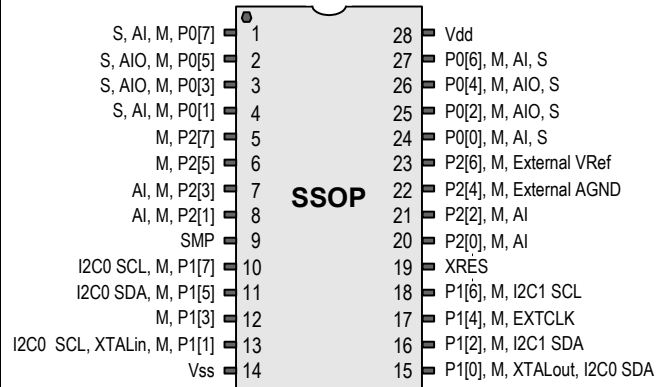 S, AI, M, P0[7] 1 28 Vdd
S, AIO, M, P0[5] 2 27 P0[6], M, AI, S
S, AIO, M, P0[3] 3 26 P0[4], M, AIO, S
S, AI, M, P0[1] 4 25 P0[2], M, AIO, S
M, P2[7] 5 24 P0[0], M, AI, S
M, P2[5] 6 23 P2[6], M, External VRef
AI, M, P2[3] 7 SSOP 22 P2[4], M, External AGND
AI, M, P2[1] 8 21 P2[2], M, AI
SMP 9 20 P2[0], M, AI
I2C0 SCL, M, P1[7] 10 19 XRES
I2C0 SDA, M, P1[5] 11 18 P1[6], M, I2C1 SCL
M, P1[3] 12 17 P1[4], M, EXTCLK
I2C0 SCL, XTALin, M, P1[1] 13 16 P1[2], M, I2C1 SDA
Vss 14 15 P1[0], M, XTALout, I2C0 SDA